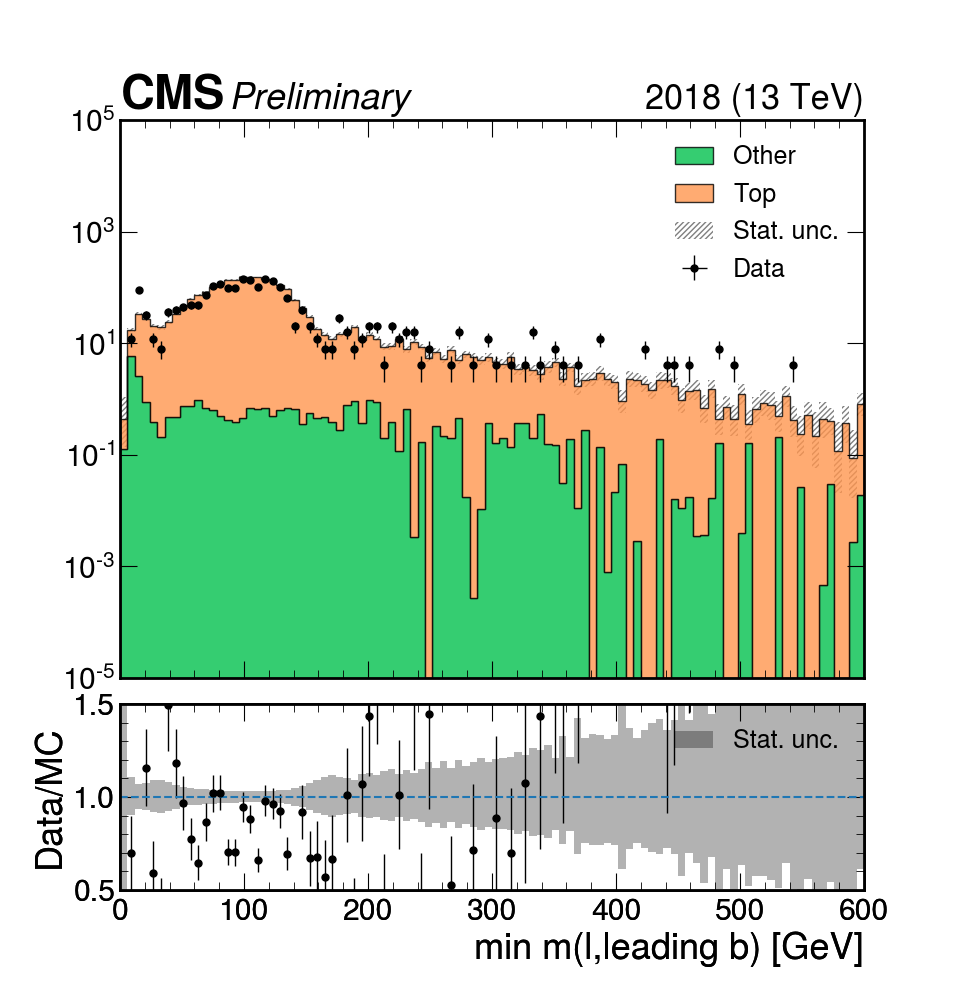 CMS Preliminary 2018 (13 TeV)
10^5
Other
Top
10^3
Stat. unc.
Data
10^1
10^-1
10^-3
10^-5
1.5
Stat. unc.
Data/MC
1.0
0.5
0 100 200 300 400 500 600
min m(l,leading b) [GeV]